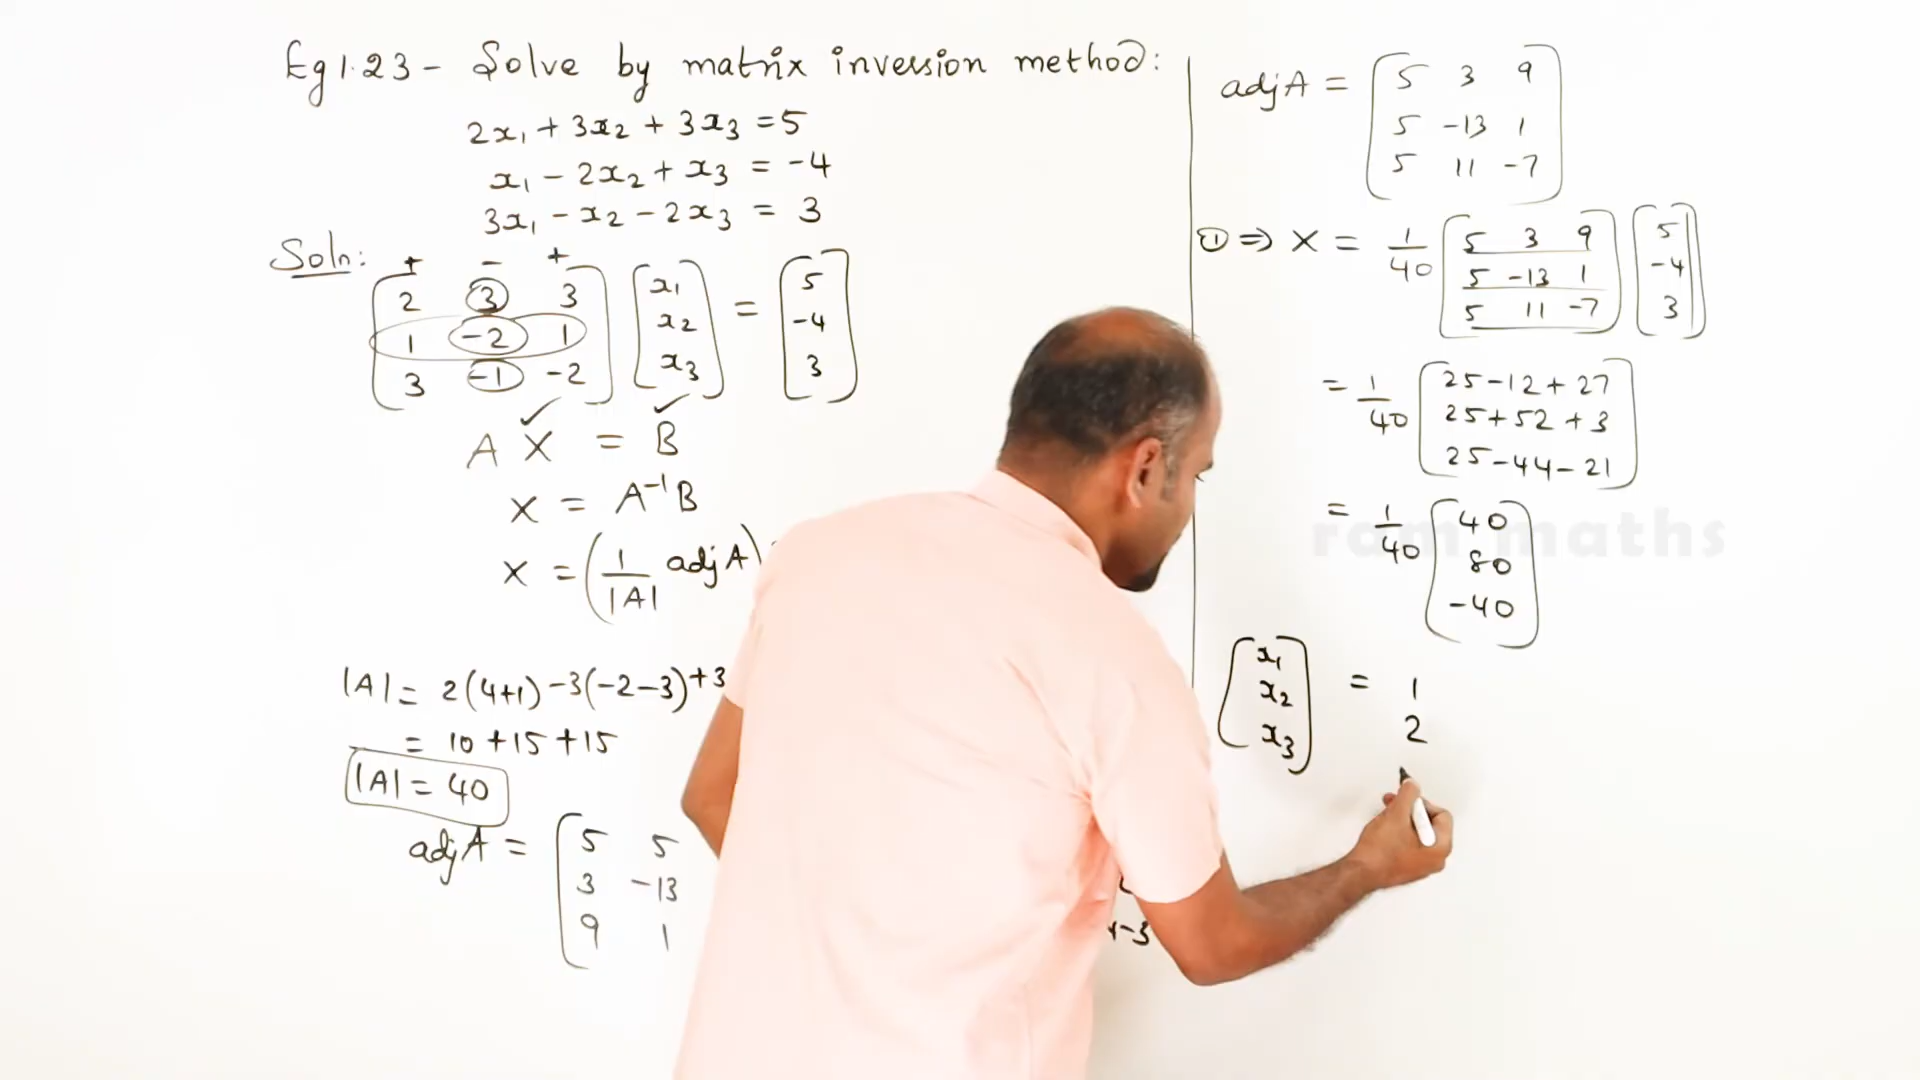 Eg 1.23 - Solve by matrix inversion method:
2x₁ + 3x₂ + 3x₃ = 5
x₁ - 2x₂ + x₃ = -4
3x₁ - x₂ - 2x₃ = 3
Soln:
+ - +
[2 3 3] [x₁] = [5]
[1 -2 1] [x₂] [-4]
[3 -1 -2] [x₃] [3]
A X = B
X = A⁻¹B
X = (1/|A| adj A)
|A| = 2(4+1) -3(-2-3) +3
= 10 + 15 + 15
|A| = 40
adj A = [5 5
3 -13
9 1
-3
adj A = [5 3 9]
[5 -13 1]
[5 11 -7]
① ⇒ X = 1/40 [5 3 9] [5]
[5 -13 1] [-4]
[5 11 -7] [3]
= 1/40 [25 - 12 + 27]
[25 + 52 + 3]
[25 - 44 - 21]
= 1/40 [40]
[80]
[-40]
ram maths
[x₁] = 1
[x₂] 2
[x₃]